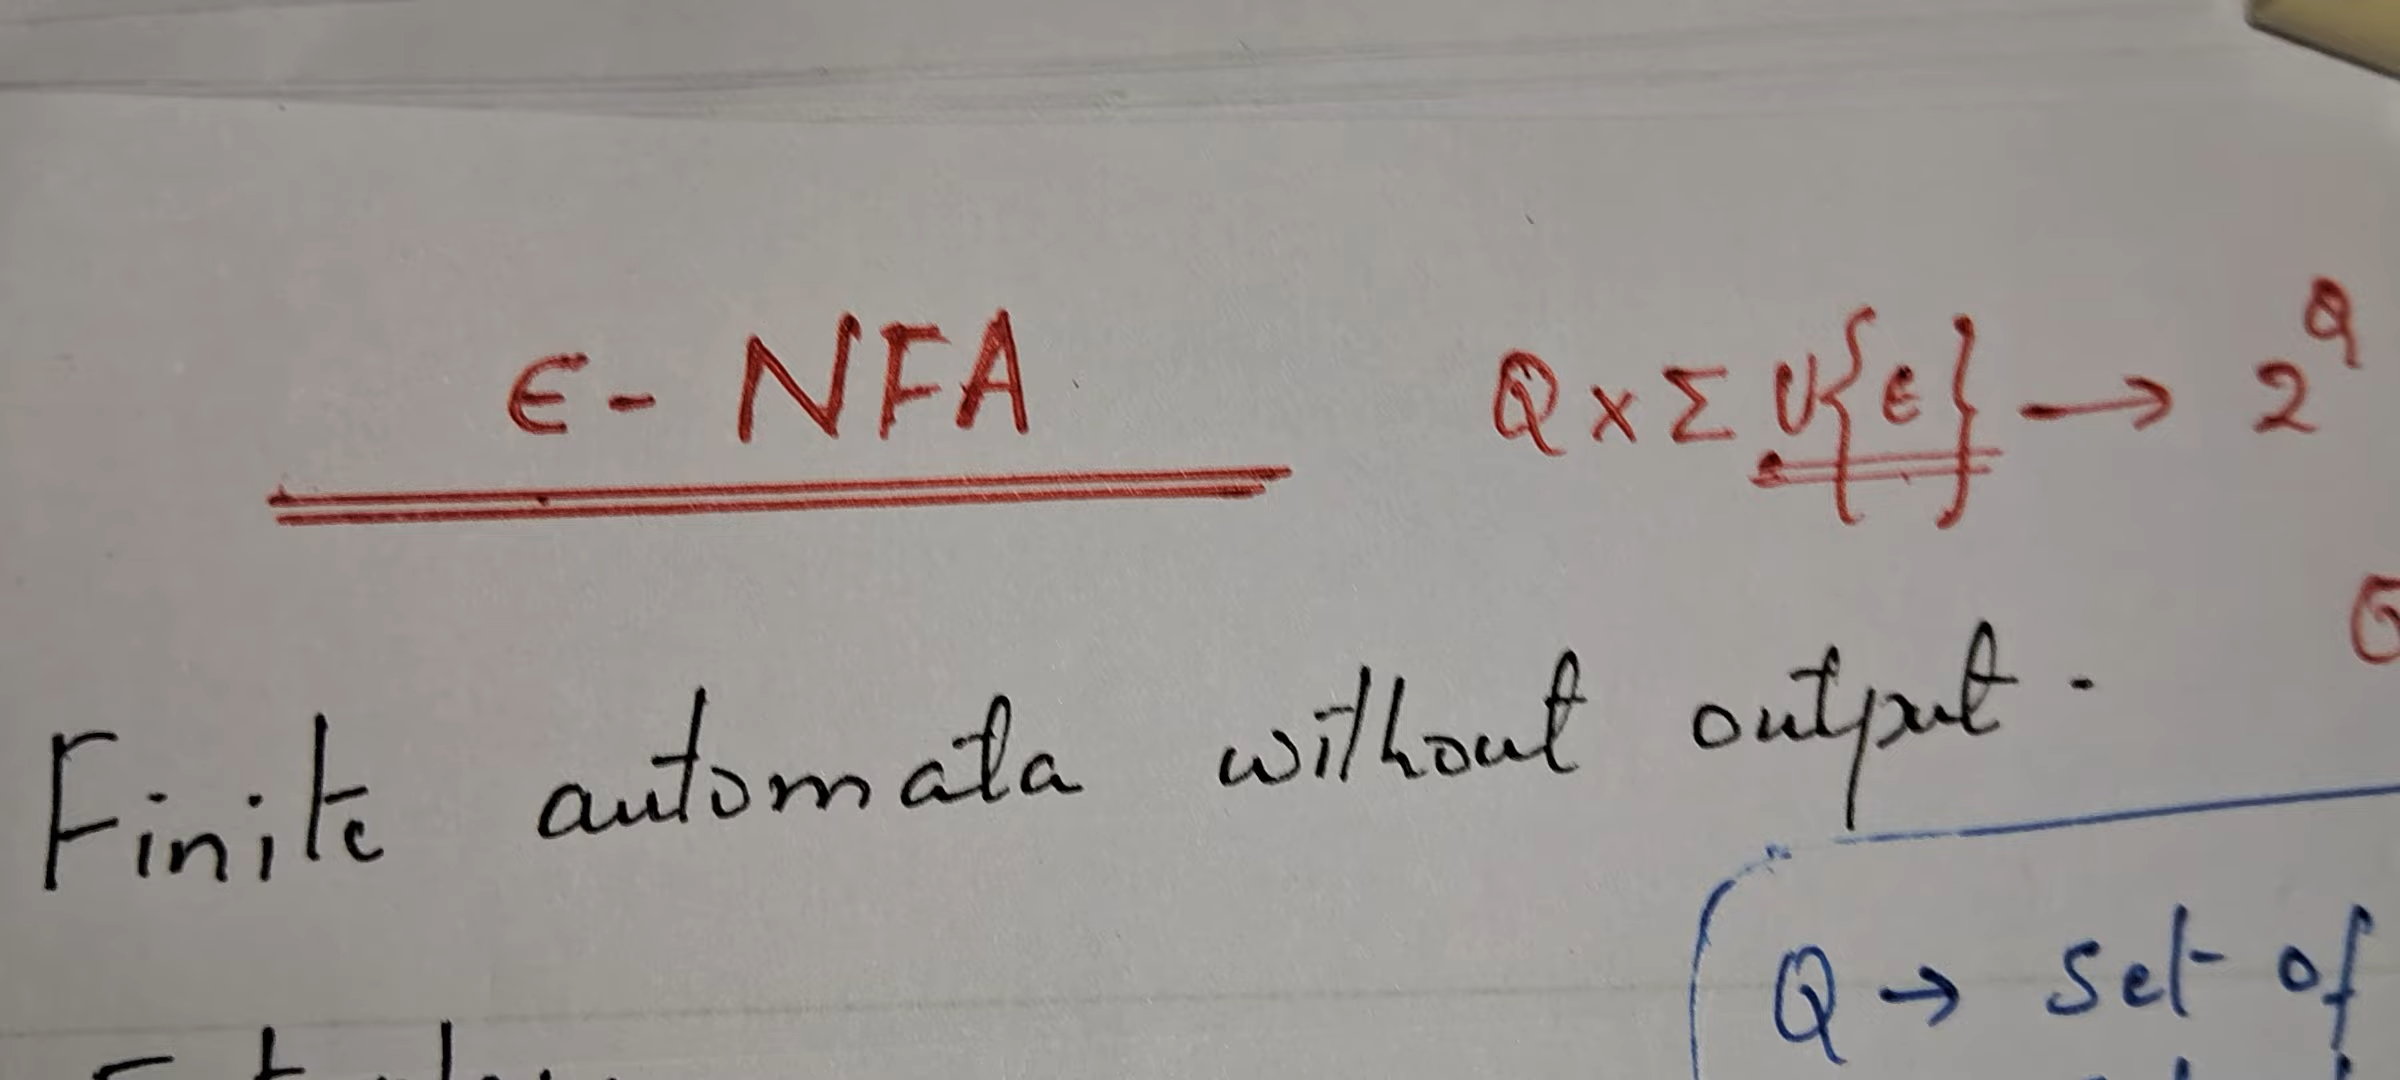 ϵ- NFA Q × Σ ∪{ϵ} → 2^Q
Finite automata without output.
Q → set of